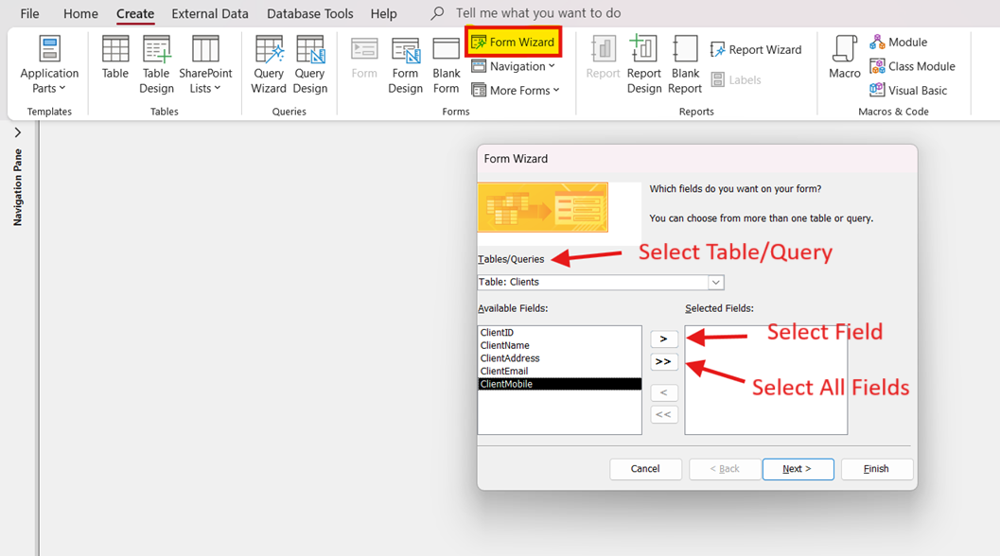 File Home Create External Data Database Tools Help Tell me what you want to do
Application Parts
Templates
Table
Table Design
SharePoint Lists
Tables
Query Wizard
Query Design
Queries
Form
Form Design
Blank Form
Form Wizard
Navigation
More Forms
Forms
Report
Report Design
Blank Report
Report Wizard
Labels
Reports
Macro
Module
Class Module
Visual Basic
Macros & Code
Navigation Pane
Form Wizard
Which fields do you want on your form?
You can choose from more than one table or query.
Tables/Queries
Select Table/Query
Table: Clients
Available Fields:
Selected Fields:
ClientID
ClientName
ClientAddress
ClientEmail
ClientMobile
>
>>
<
<<
Select Field
Select All Fields
Cancel
< Back
Next >
Finish